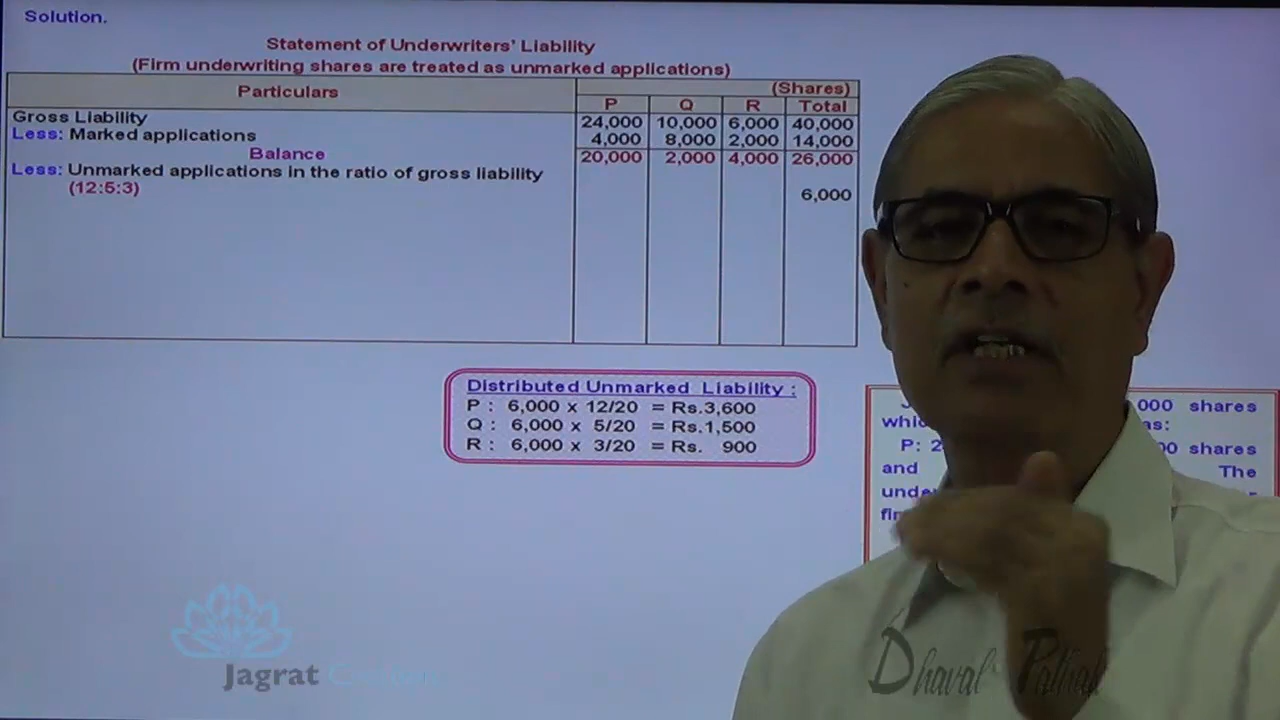 Solution.
Statement of Underwriters' Liability
(Firm underwriting shares are treated as unmarked applications)
Particulars (Shares)
P Q R Total
Gross Liability 24,000 10,000 6,000 40,000
Less: Marked applications 4,000 8,000 2,000 14,000
Balance 20,000 2,000 4,000 26,000
Less: Unmarked applications in the ratio of gross liability
(12:5:3) 6,000
Distributed Unmarked Liability :
P : 6,000 x 12/20 = Rs.3,600
Q : 6,000 x 5/20 = Rs.1,500
R : 6,000 x 3/20 = Rs. 900
000 shares
as:
P: 2 00 shares
and The
Jagrat
Dhaval